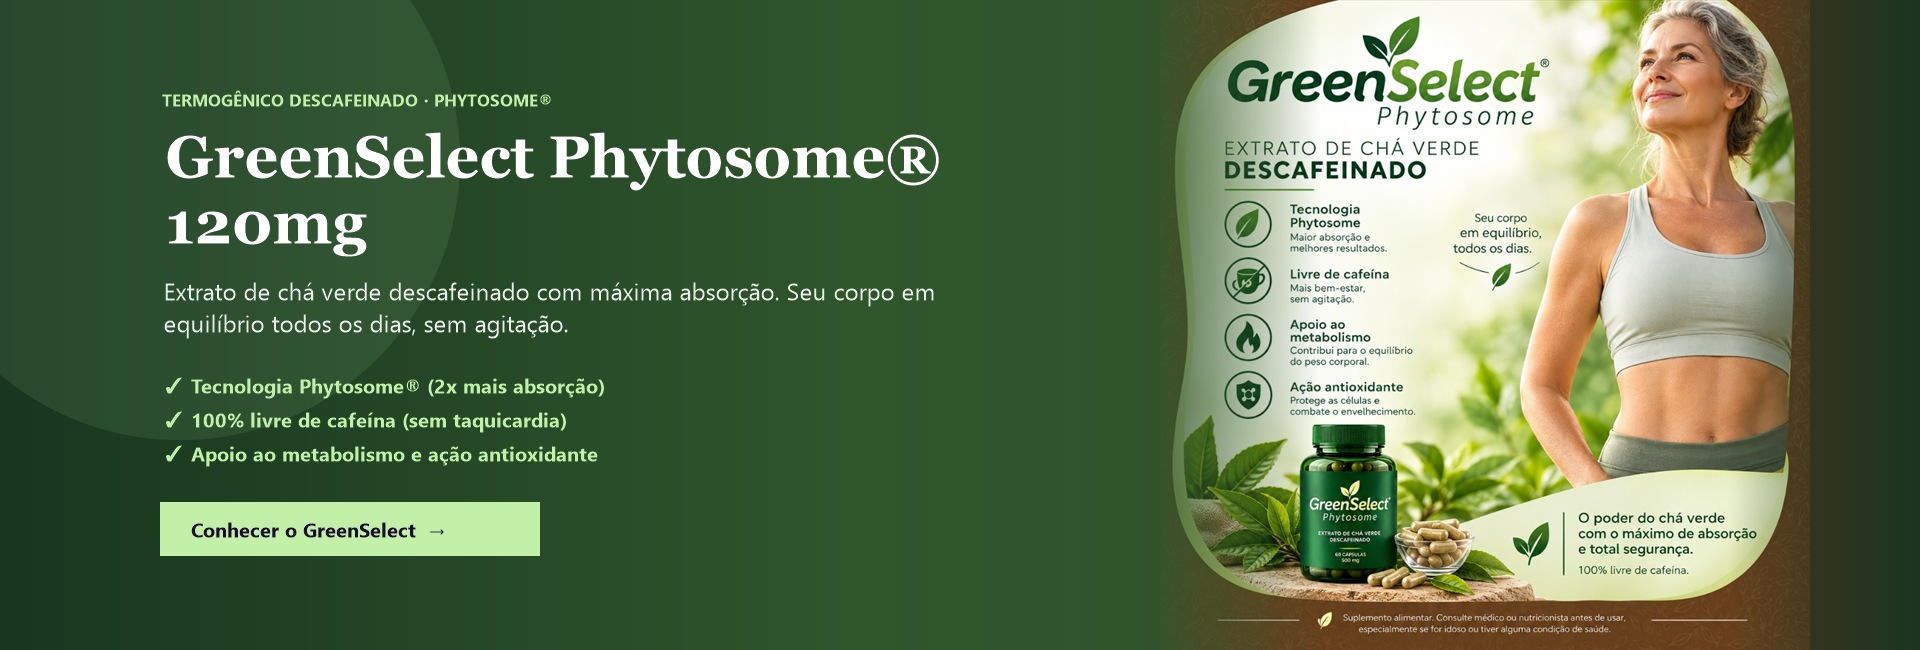 TERMOGÊNICO DESCAFEINADO · PHYTOSOME®
GreenSelect Phytosome®
120mg
Extrato de chá verde descafeinado com máxima absorção. Seu corpo em
equilíbrio todos os dias, sem agitação.
✓ Tecnologia Phytosome® (2x mais absorção)
✓ 100% livre de cafeína (sem taquicardia)
✓ Apoio ao metabolismo e ação antioxidante
Conhecer o GreenSelect →
GreenSelect®
Phytosome
EXTRATO DE CHÁ VERDE
DESCAFEINADO
Tecnologia
Phytosome
Maior absorção e
melhores resultados.
Livre de cafeína
Mais bem-estar,
sem agitação.
Apoio ao
metabolismo
Contribui para o equilíbrio
do peso corporal.
Ação antioxidante
Protege as células e
combate o envelhecimento.
Seu corpo
em equilíbrio,
todos os dias.
GreenSelect
Phytosome
EXTRATO DE CHÁ VERDE
DESCAFEINADO
60 CÁPSULAS
500 mg
O poder do chá verde
com o máximo de absorção
e total segurança.
100% livre de cafeína.
Suplemento alimentar. Consulte médico ou nutricionista antes de usar,
especialmente se for idoso ou tiver alguma condição de saúde.